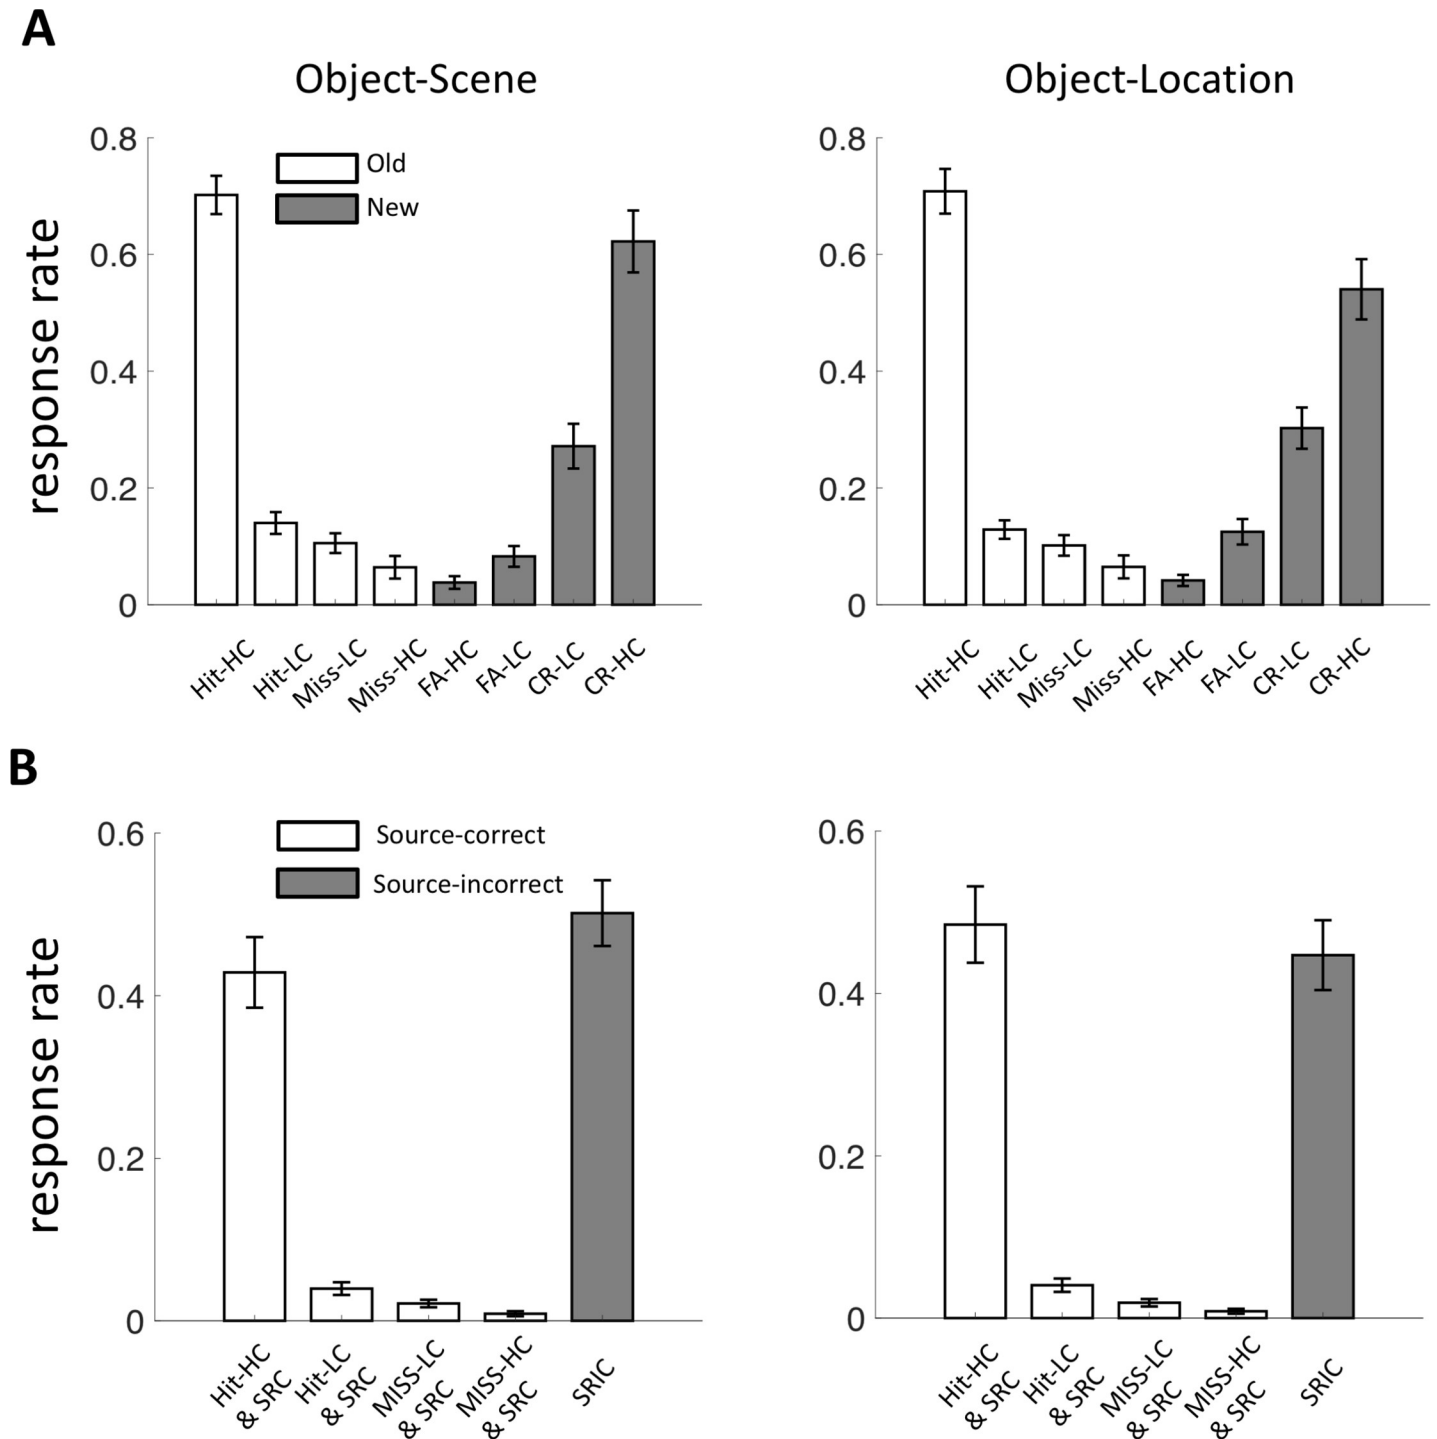 A
Object-Scene
Object-Location
response rate
0.8
0.6
0.4
0.2
0
Old
New
Hit-HC
Hit-LC
Miss-LC
Miss-HC
FA-HC
FA-LC
CR-LC
CR-HC
0.8
0.6
0.4
0.2
0
Hit-HC
Hit-LC
Miss-LC
Miss-HC
FA-HC
FA-LC
CR-LC
CR-HC
B
response rate
0.6
0.4
0.2
0
Source-correct
Source-incorrect
Hit-HC
& SRC
Hit-LC
& SRC
MISS-LC
& SRC
MISS-HC
& SRC
SRIC
0.6
0.4
0.2
0
Hit-HC
& SRC
Hit-LC
& SRC
MISS-LC
& SRC
MISS-HC
& SRC
SRIC